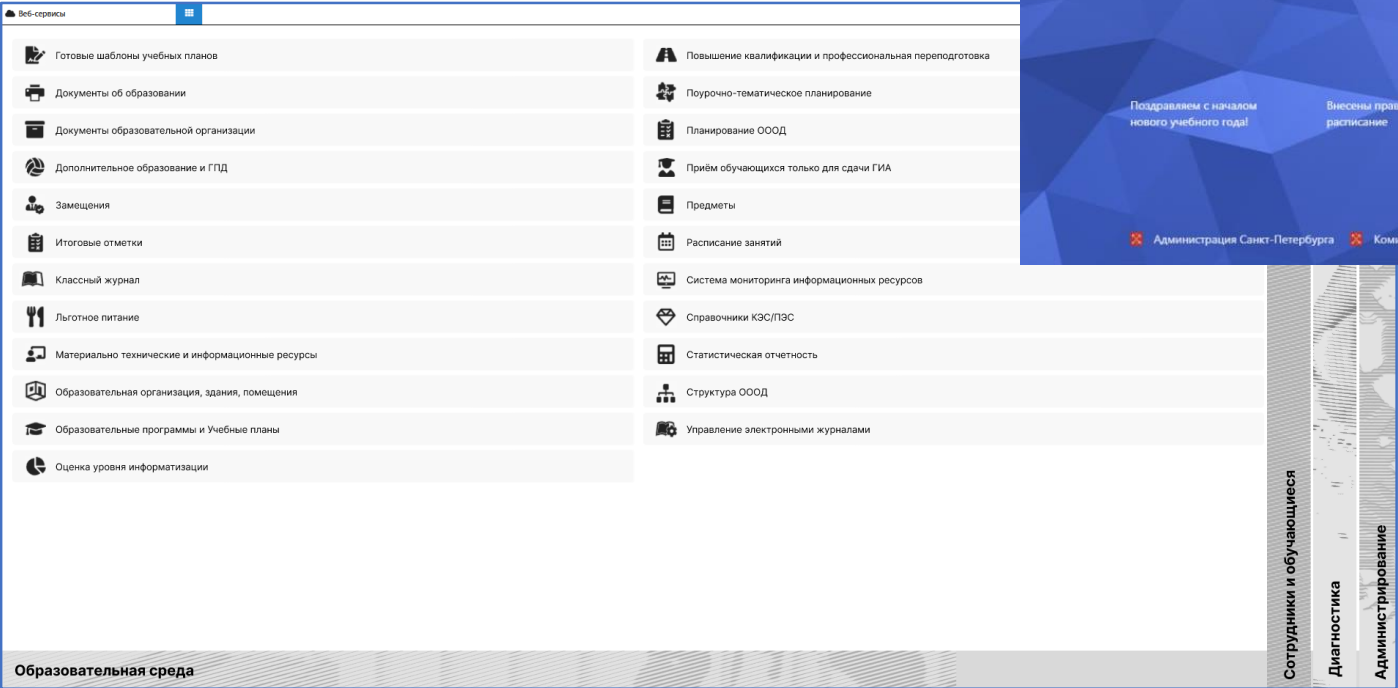 Веб-сервисы
Готовые шаблоны учебных планов
Документы об образовании
Документы образовательной организации
Дополнительное образование и ГПД
Замещения
Итоговые отметки
Классный журнал
Льготное питание
Материально технические и информационные ресурсы
Образовательная организация, здания, помещения
Образовательные программы и Учебные планы
Оценка уровня информатизации
Повышение квалификации и профессиональная переподготовка
Поурочно-тематическое планирование
Планирование ОООД
Приём обучающихся только для сдачи ГИА
Предметы
Расписание занятий
Система мониторинга информационных ресурсов
Справочники КЭС/ПЭС
Статистическая отчетность
Структура ОООД
Управление электронными журналами
Поздравляем с началом
нового учебного года!
Внесены
расписание
Администрация Санкт-Петербурга
Образовательная среда
Сотрудники и обучающиеся
Диагностика
Администрирование